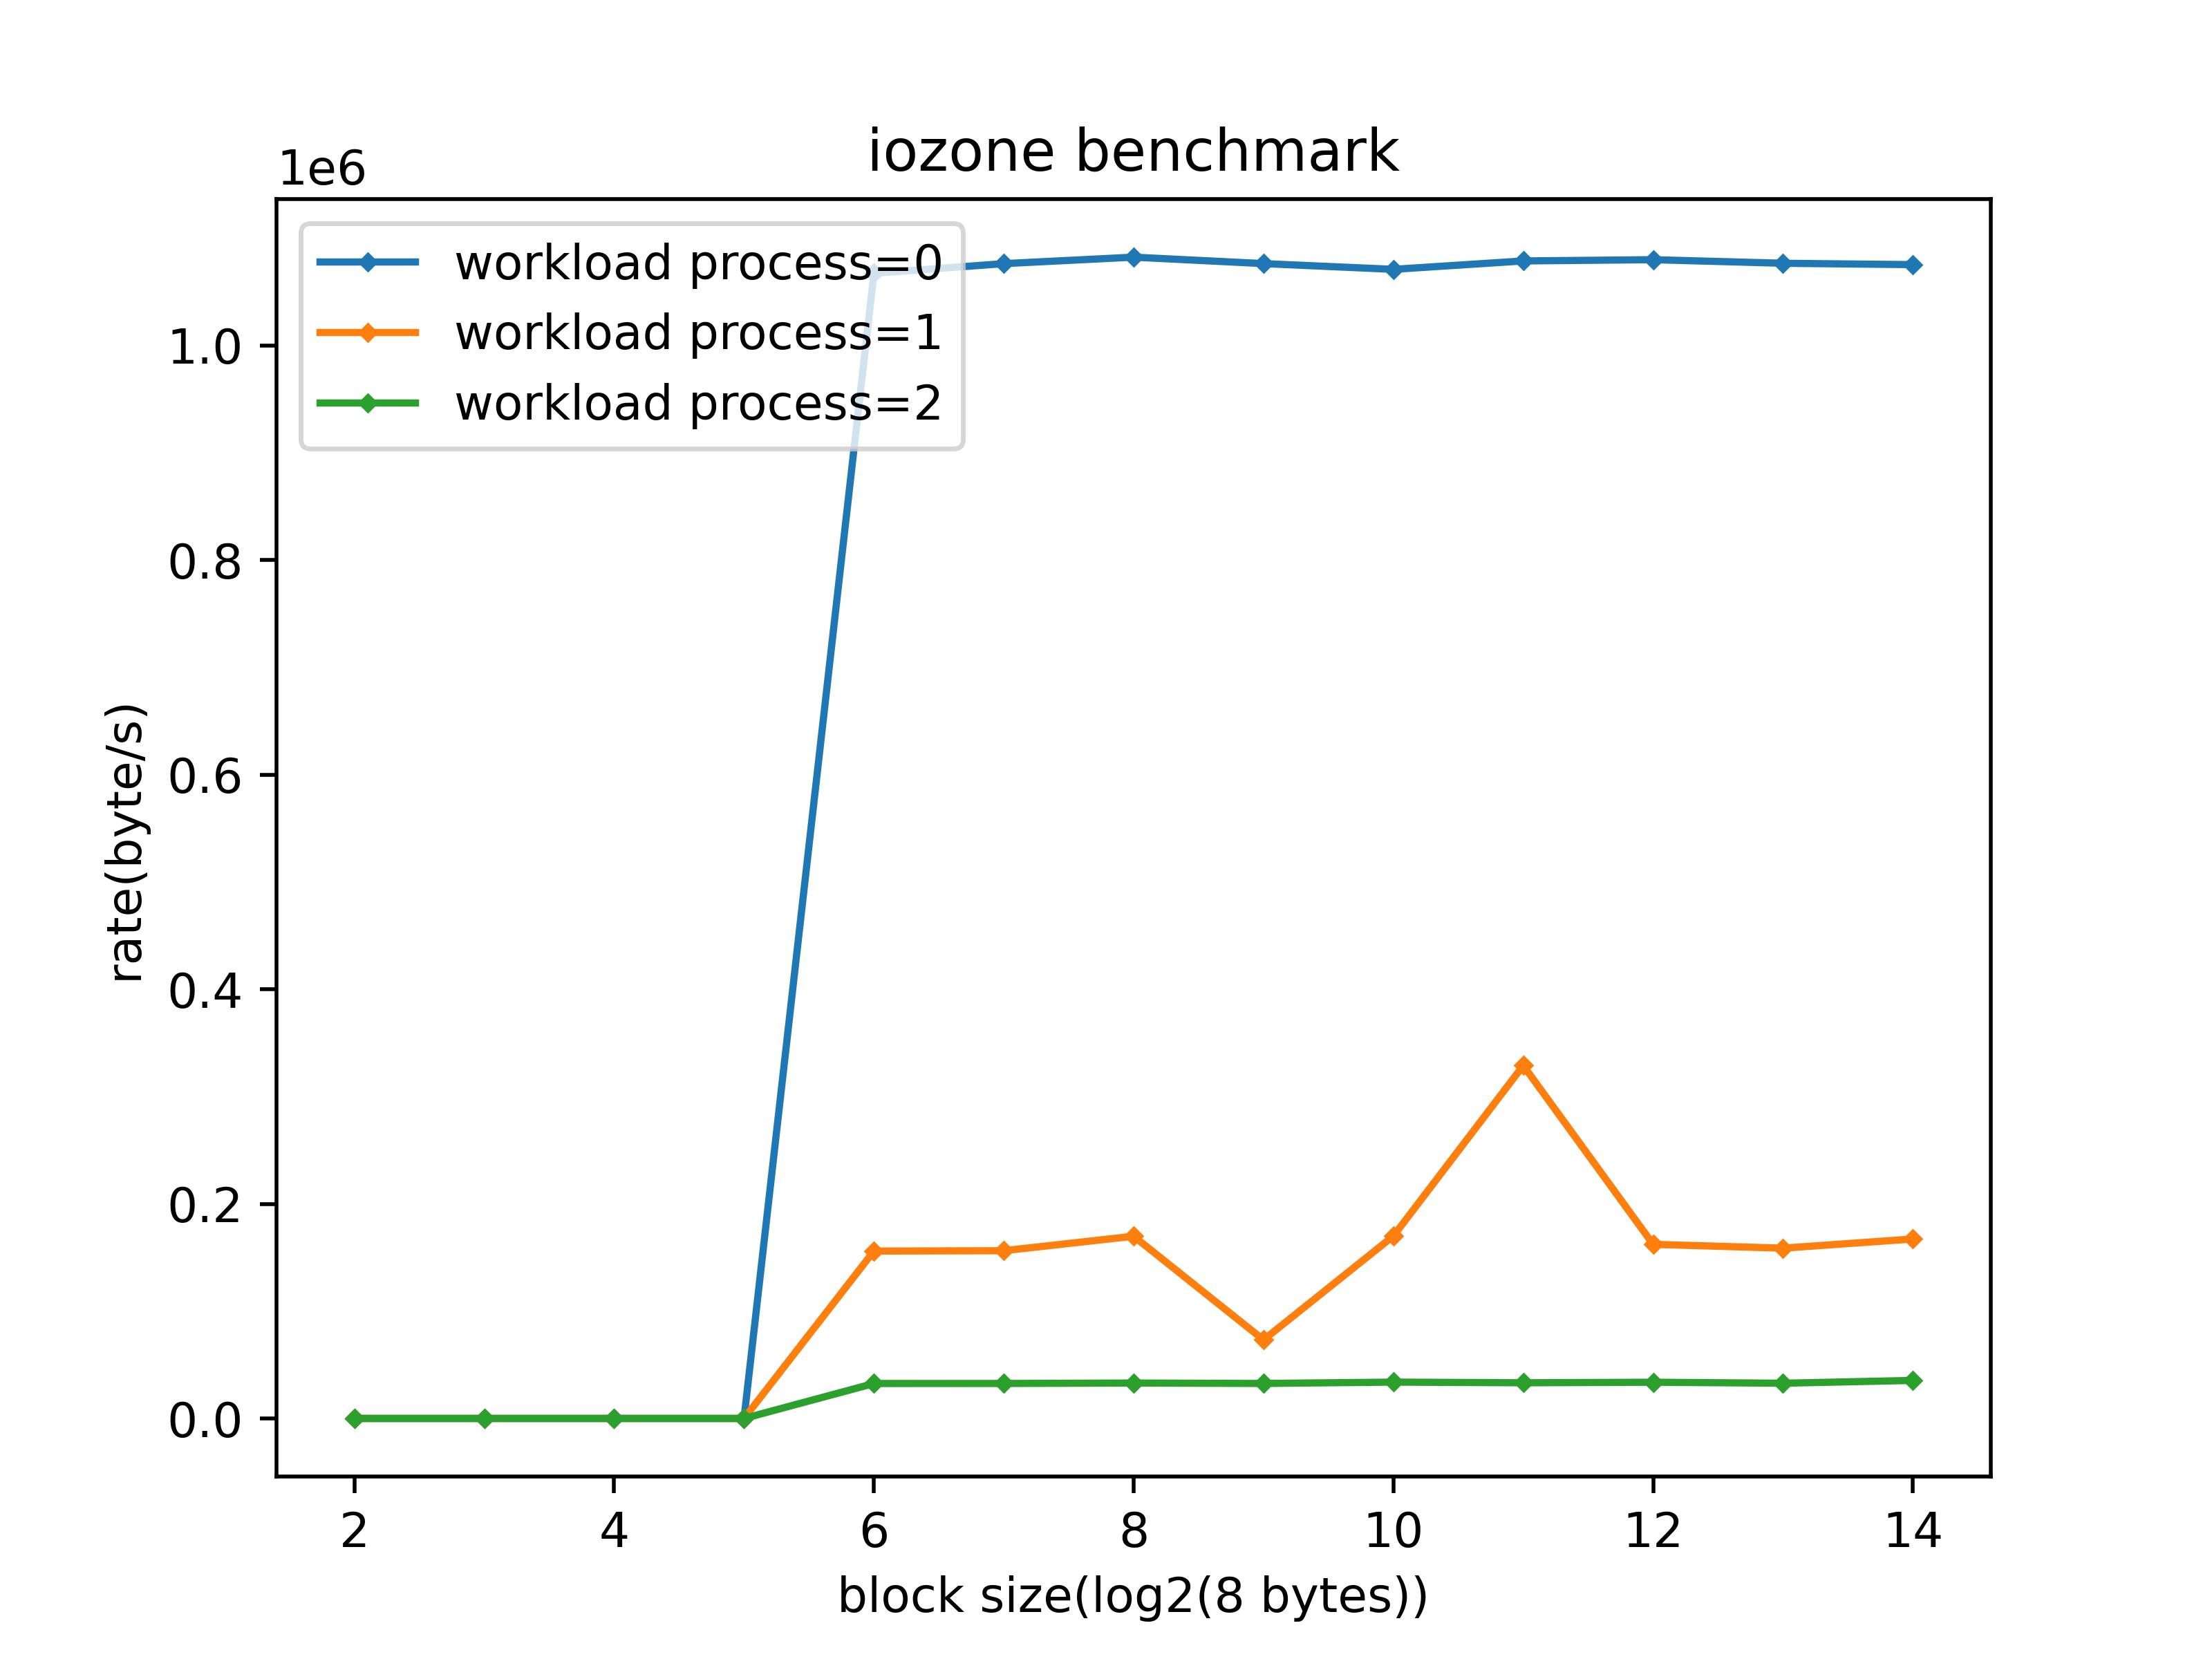 iozone benchmark
1e6
workload process=0
workload process=1
workload process=2
1.0
0.8
0.6
0.4
0.2
0.0
rate(byte/s)
2 4 6 8 10 12 14
block size(log2(8 bytes))